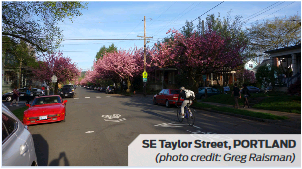 SE Taylor Street, PORTLAND
(photo credit: Greg Raisman)